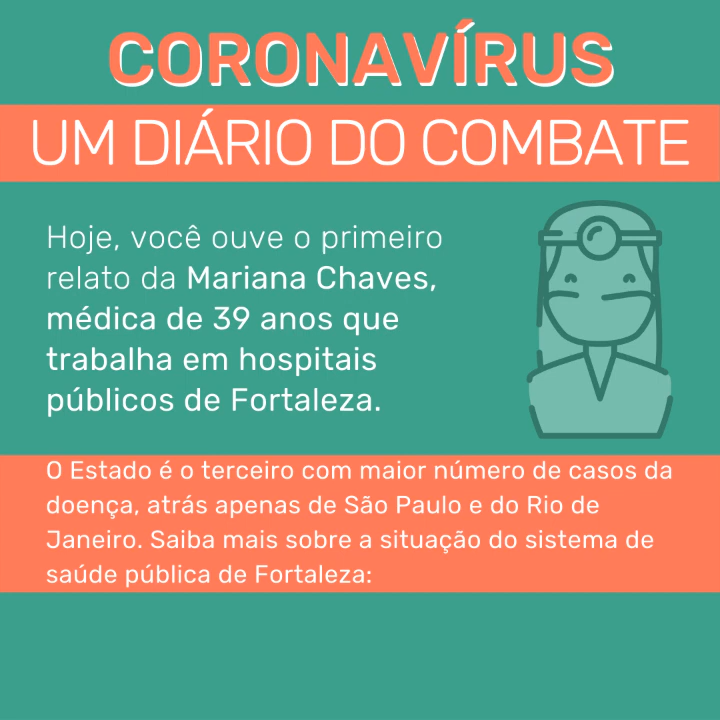 CORONAVÍRUS
UM DIÁRIO DO COMBATE
Hoje, você ouve o primeiro
relato da Mariana Chaves,
médica de 39 anos que
trabalha em hospitais
públicos de Fortaleza.
O Estado é o terceiro com maior número de casos da
doença, atrás apenas de São Paulo e do Rio de
Janeiro. Saiba mais sobre a situação do sistema de
saúde pública de Fortaleza: